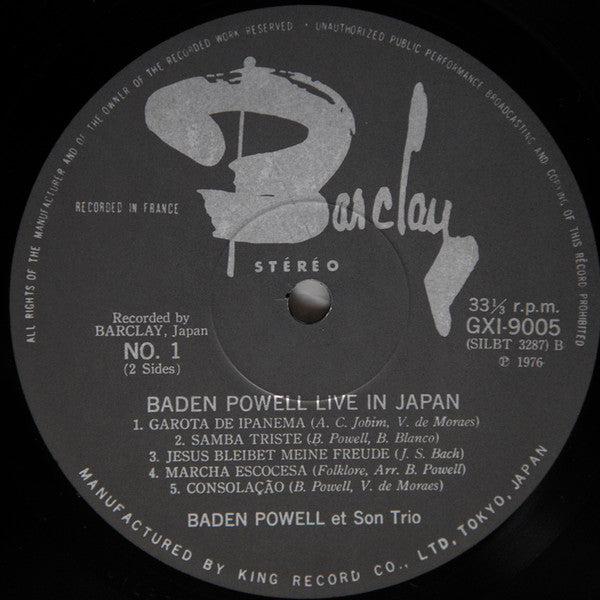 ALL RIGHTS OF THE MANUFACTURER AND OF THE OWNER OF THE RECORDED WORK RESERVED • UNAUTHORIZED PUBLIC PERFORMANCE BROADCASTING AND COPYING OF THIS RECORD PROHIBITED
Barclay
RECORDED IN FRANCE
STÉRÉO
Recorded by
BARCLAY, Japan
NO. 1
(2 Sides)
33⅓ r.p.m.
GXI-9005
(SILBT 3287) B
Ⓟ 1976
BADEN POWELL LIVE IN JAPAN
1. GAROTA DE IPANEMA (A. C. Jobim, V. de Moraes)
2. SAMBA TRISTE (B. Powell, B. Blanco)
3. JESUS BLEIBET MEINE FREUDE (J. S. Bach)
4. MARCHA ESCOCESA (Folklore, Arr. B. Powell)
5. CONSOLAÇÃO (B. Powell, V. de Moraes)
BADEN POWELL et Son Trio
MANUFACTURED BY KING RECORD CO., LTD, TOKYO, JAPAN